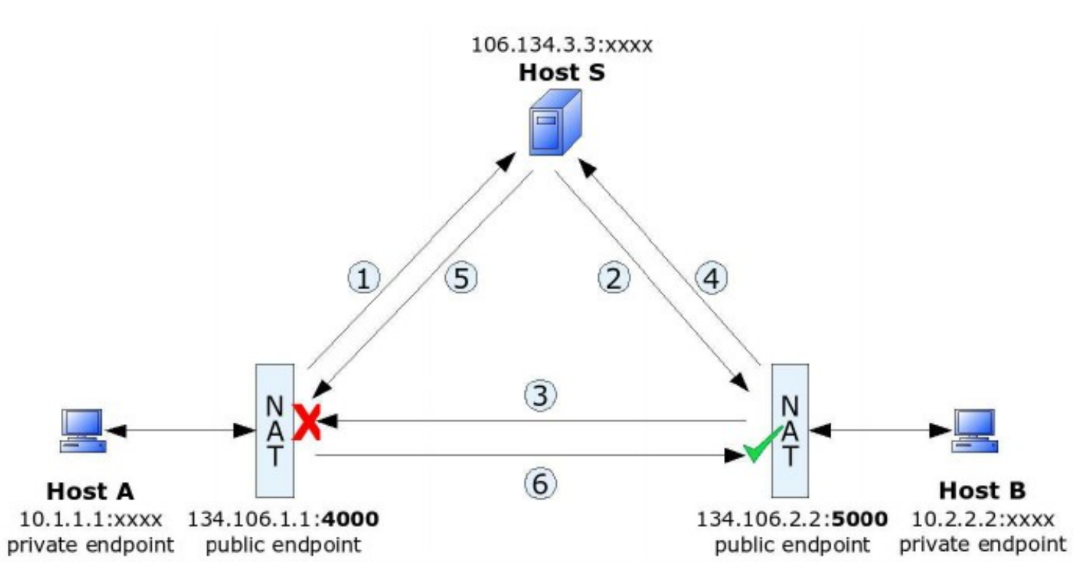 106.134.3.3:xxxx
Host S
1
5
2
4
3
6
N
A
T
N
A
T
Host A
10.1.1.1:xxxx
private endpoint
134.106.1.1:4000
public endpoint
134.106.2.2:5000
public endpoint
Host B
10.2.2.2:xxxx
private endpoint